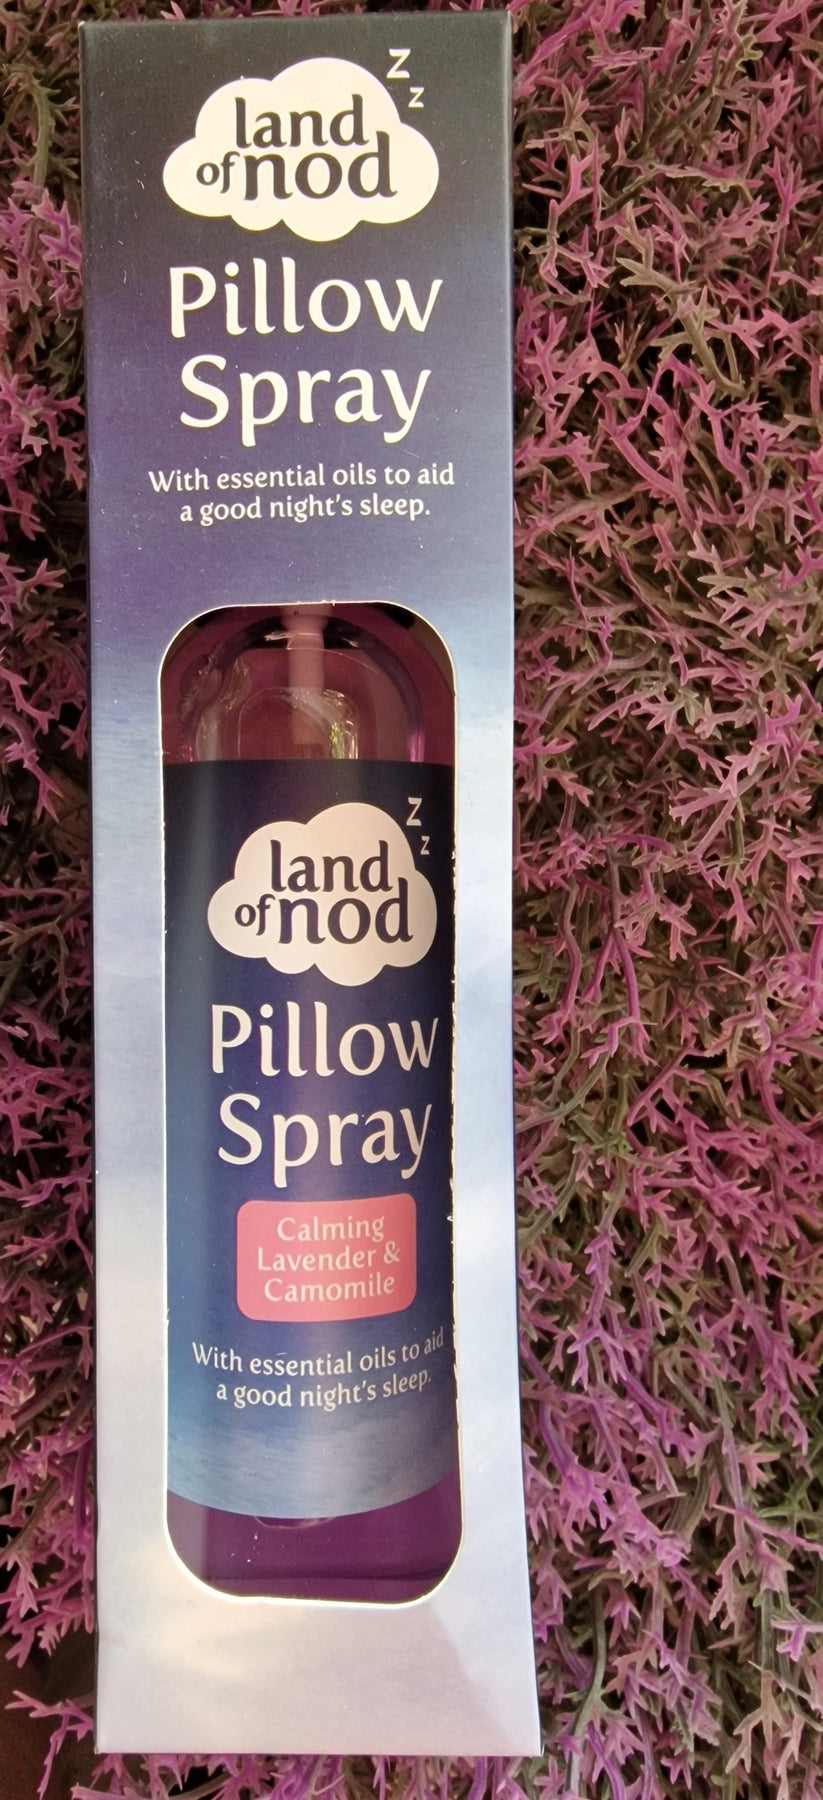 z
z
land
of nod
Pillow
Spray
With essential oils to aid
a good night's sleep.
z
z
land
of nod
Pillow
Spray
Calming
Lavender &
Camomile
With essential oils to aid
a good night's sleep.